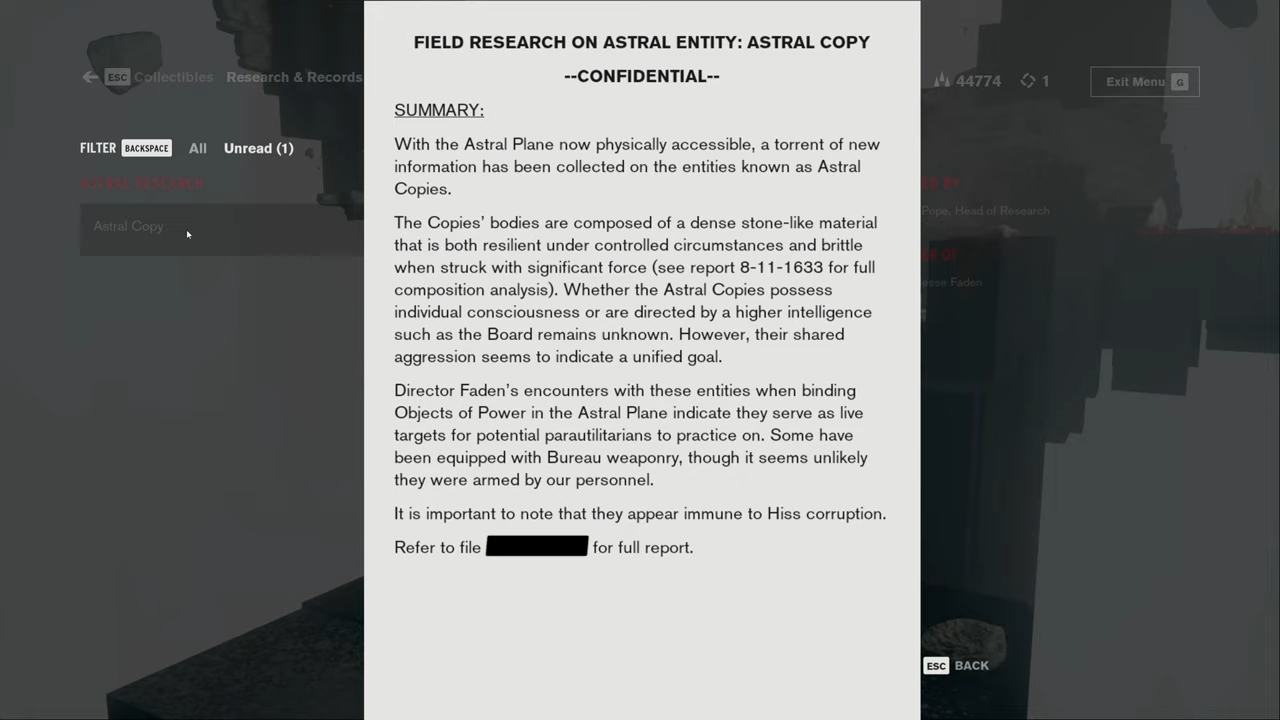 FIELD RESEARCH ON ASTRAL ENTITY: ASTRAL COPY
--CONFIDENTIAL--
ESC Collectibles Research & Records
44774 1 Exit Menu G
SUMMARY:
With the Astral Plane now physically accessible, a torrent of new
information has been collected on the entities known as Astral
Copies.
FILTER BACKSPACE All Unread (1)
ASTRAL RESEARCH
Astral Copy
The Copies' bodies are composed of a dense stone-like material
that is both resilient under controlled circumstances and brittle
when struck with significant force (see report 8-11-1633 for full
composition analysis). Whether the Astral Copies possess
individual consciousness or are directed by a higher intelligence
such as the Board remains unknown. However, their shared
aggression seems to indicate a unified goal.
Director Faden's encounters with these entities when binding
Objects of Power in the Astral Plane indicate they serve as live
targets for potential parautilitarians to practice on. Some have
been equipped with Bureau weaponry, though it seems unlikely
they were armed by our personnel.
It is important to note that they appear immune to Hiss corruption.
Refer to file for full report.
BY
Pope, Head of Research
Faden
ESC BACK